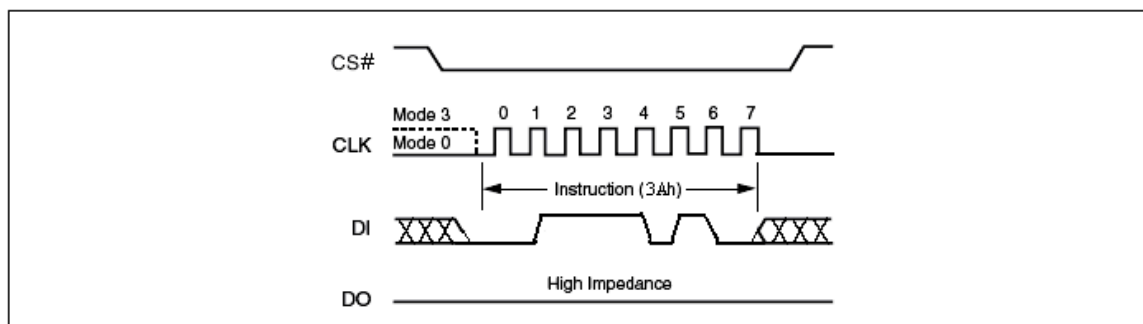 CS#
Mode 3
0 1 2 3 4 5 6 7
CLK
Mode 0
Instruction (3Ah)
DI
High Impedance
DO